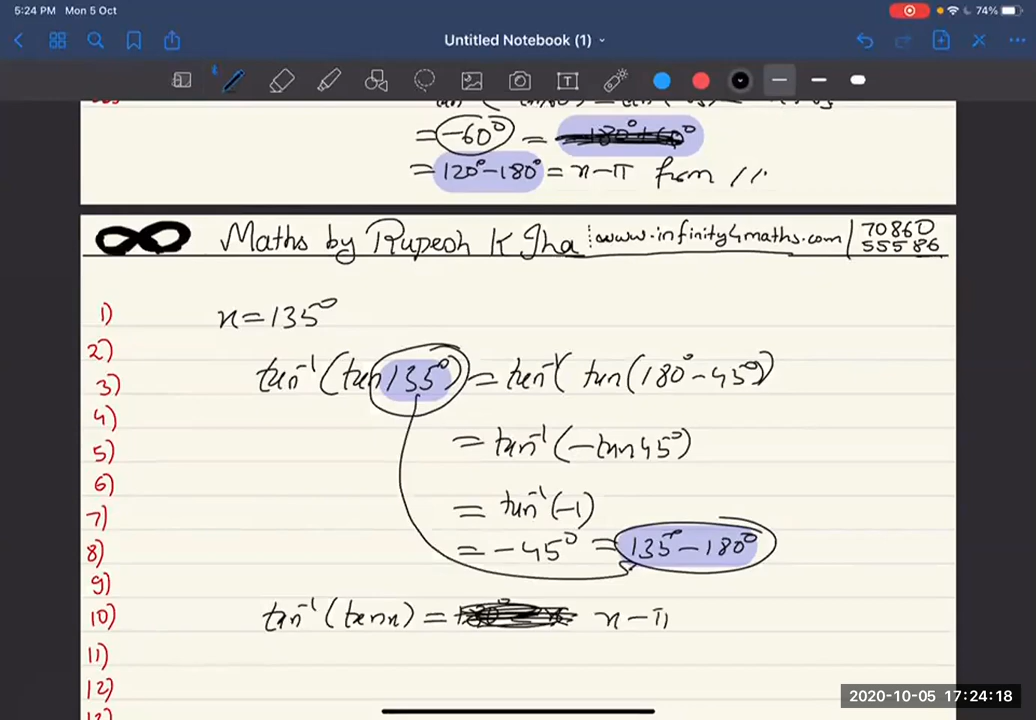 5:24 PM Mon 5 Oct
74%
Untitled Notebook (1)
= -60° =
= 120° - 180° = x - π from
Maths by Rupesh K Jha www.infinity4maths.com / 70860 55586
1) x = 135°
2)
3) tan⁻¹(tan 135°) = tan⁻¹( tan (180° - 45°)
4)
5) = tan⁻¹(-tan 45°)
6)
7) = tan⁻¹(-1)
8) = -45° = 135° - 180°
9)
10) tan⁻¹(tan x) = x - π
11)
12)
2020-10-05 17:24:18